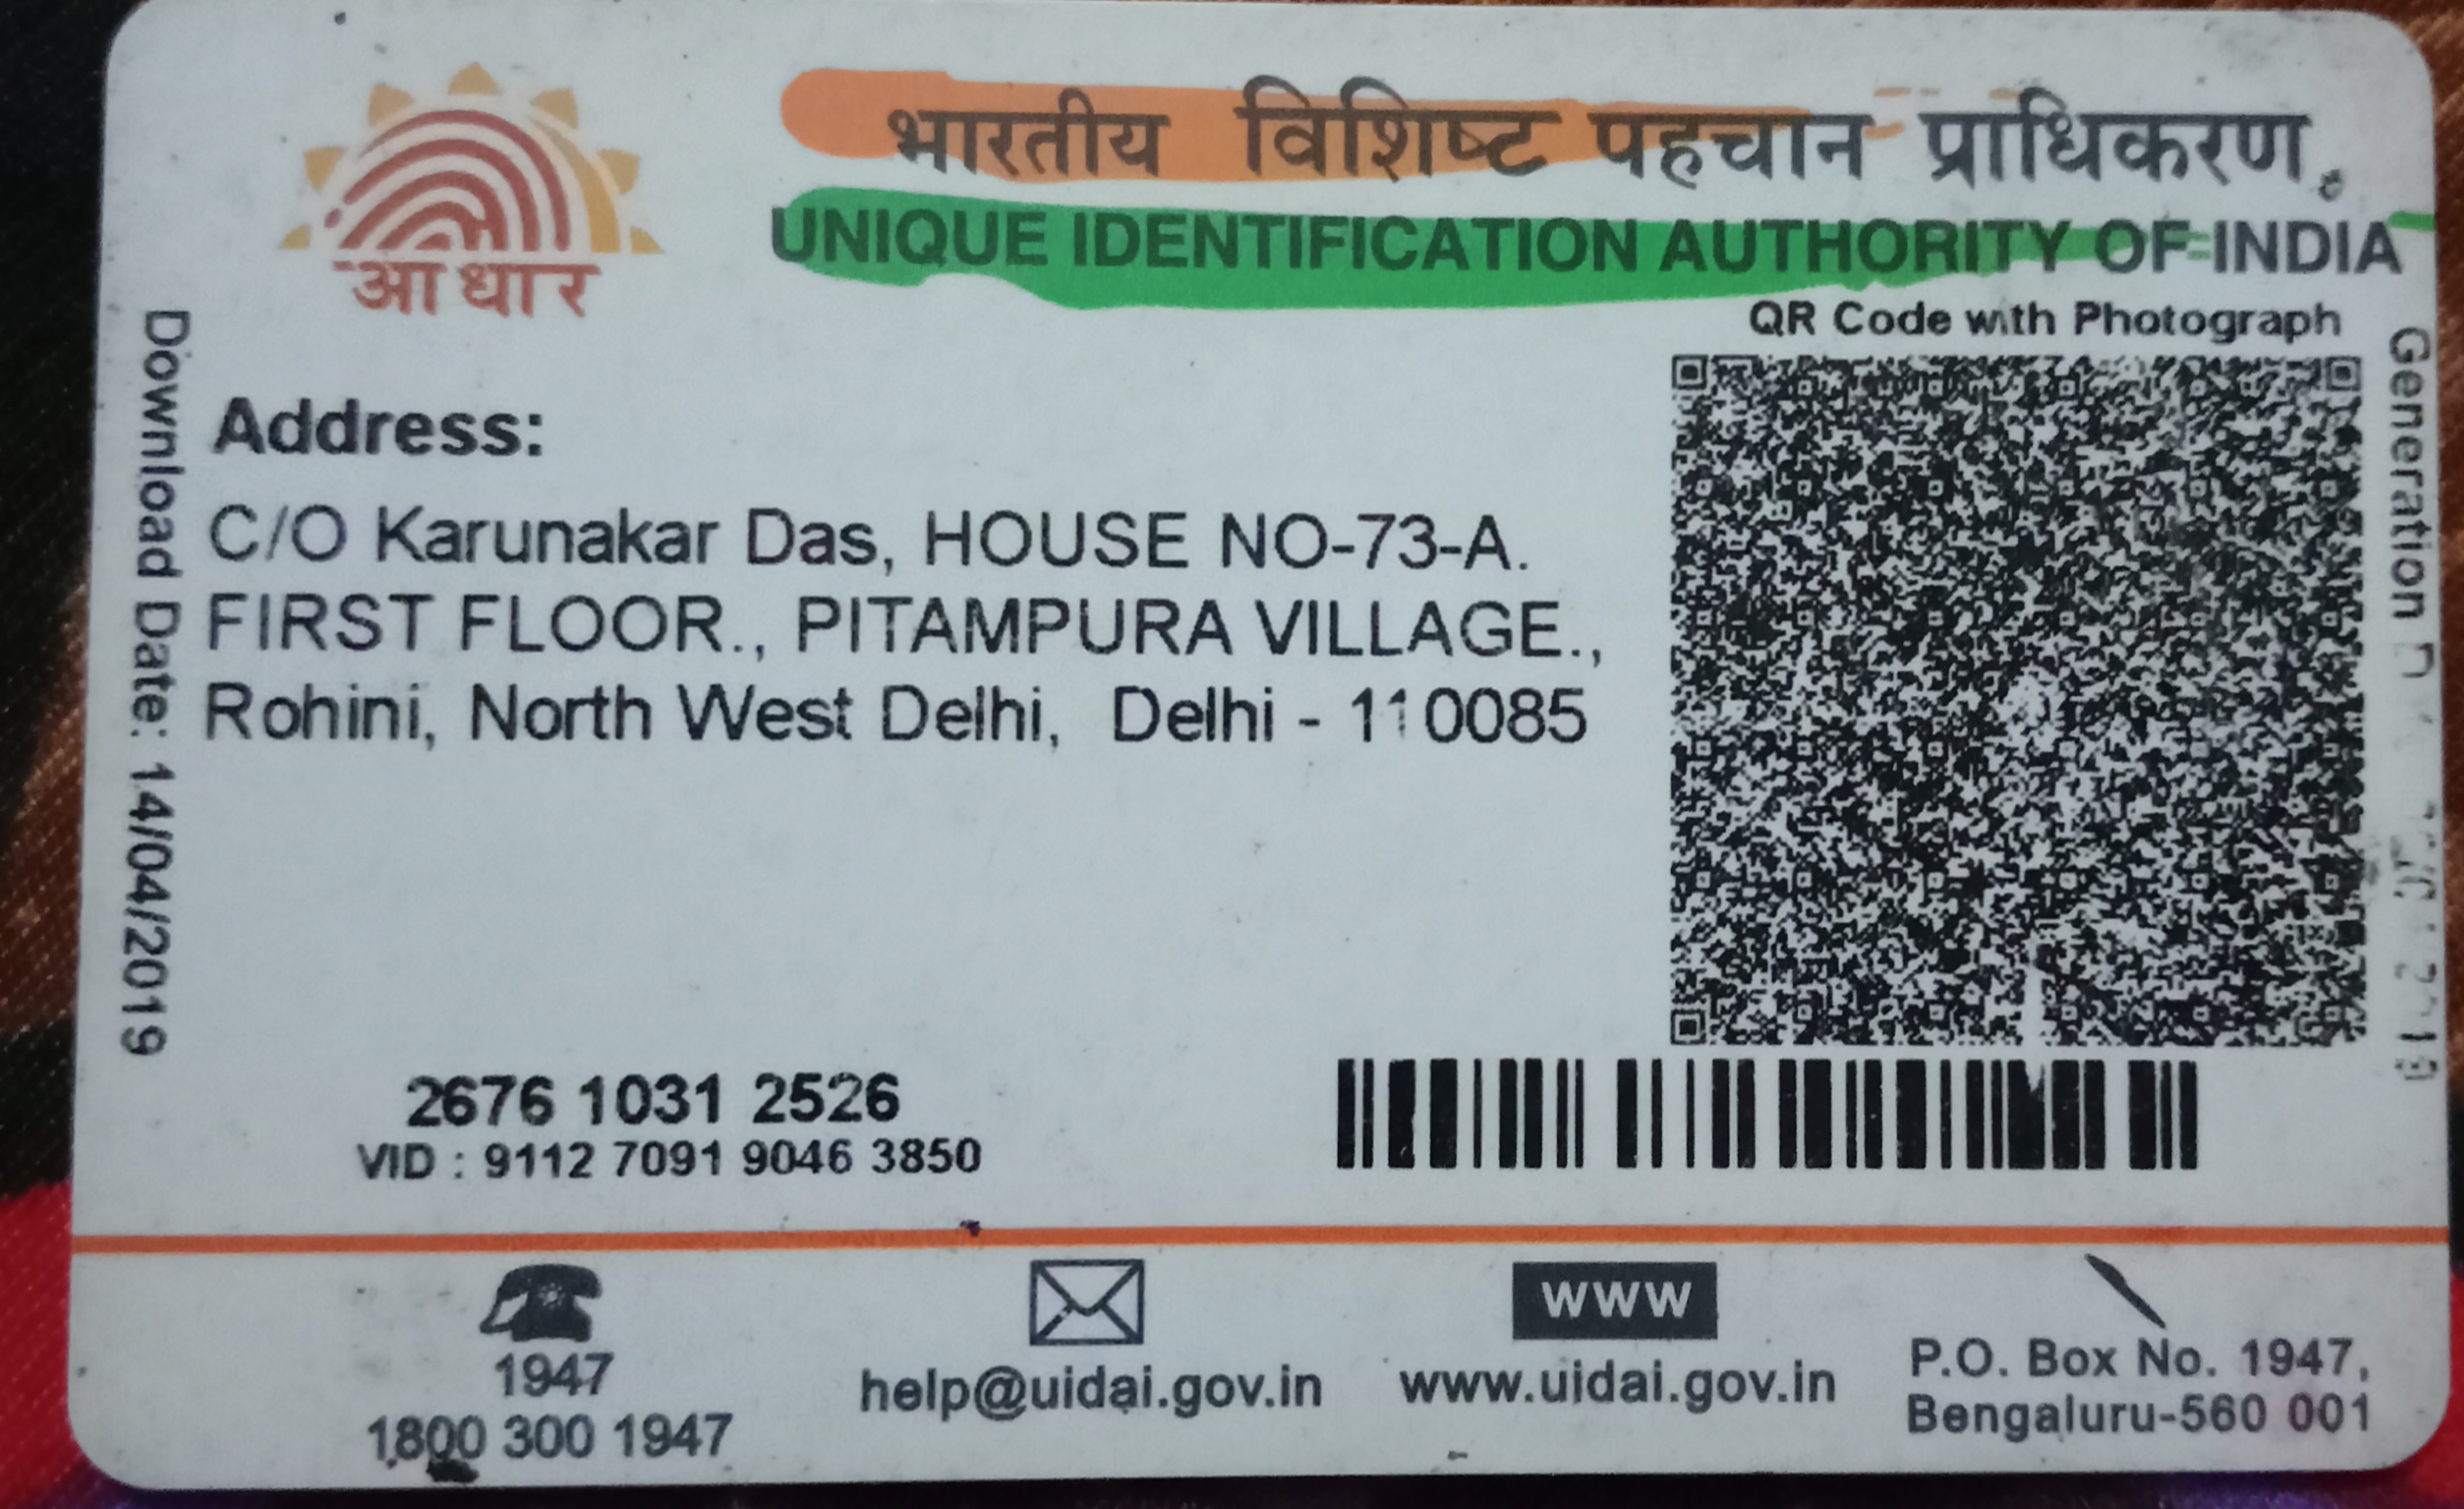 भारतीय विशिष्ट पहचान प्राधिकरण,
UNIQUE IDENTIFICATION AUTHORITY OF INDIA
आधार
QR Code with Photograph
Download Date: 14/04/2019
Generation
Address:
C/O Karunakar Das, HOUSE NO-73-A.
FIRST FLOOR., PITAMPURA VILLAGE.,
Rohini, North West Delhi, Delhi - 110085
2676 1031 2526
VID : 9112 7091 9046 3850
www
1947
1800 300 1947
help@uidai.gov.in
www.uidai.gov.in
P.O. Box No. 1947,
Bengaluru-560 001